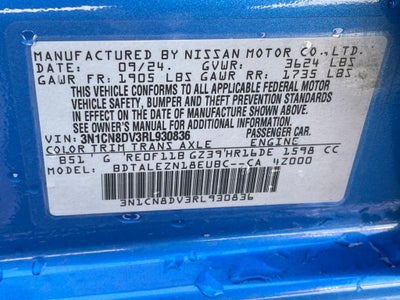 MANUFACTURED BY NISSAN MOTOR CO., LTD.
DATE: 09/24. GVWR: 3624 LBS
GAWR FR: 1905 LBS GAWR RR: 1735 LBS
THIS VEHICLE CONFORMS TO ALL APPLICABLE FEDERAL MOTOR
VEHICLE SAFETY, BUMPER AND THEFT PREVENTION STANDARDS
IN EFFECT ON THE DATE OF MANUFACTURE SHOWN ABOVE.
*SEE OWNER'S MANUAL FOR ADDITIONAL INFORMATION
VIN: 3N1CN8DV3RL930836 PASSENGER CAR.
COLOR TRIM TRANS AXLE ENGINE
B51 G RE0F11B GZ39 HR16DE 1598 CC
MODEL: BDTALEZN18EUBC--CA 4Z000
3N1CN8DV3RL930836